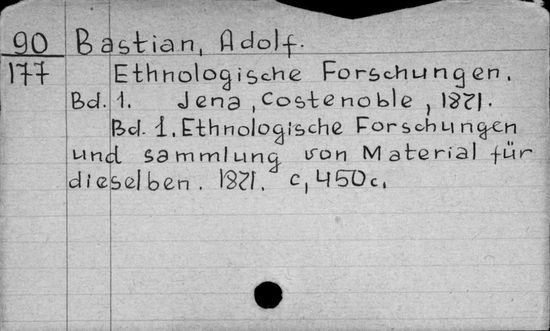 90 Bastian, Adolf.
177 Ethnologische Forschungen.
Bd. 1. Jena, Costenoble, 1871.
Bd. 1. Ethnologische Forschungen
und sammlung von Material für
dieselben. 1871. c, 450 c.